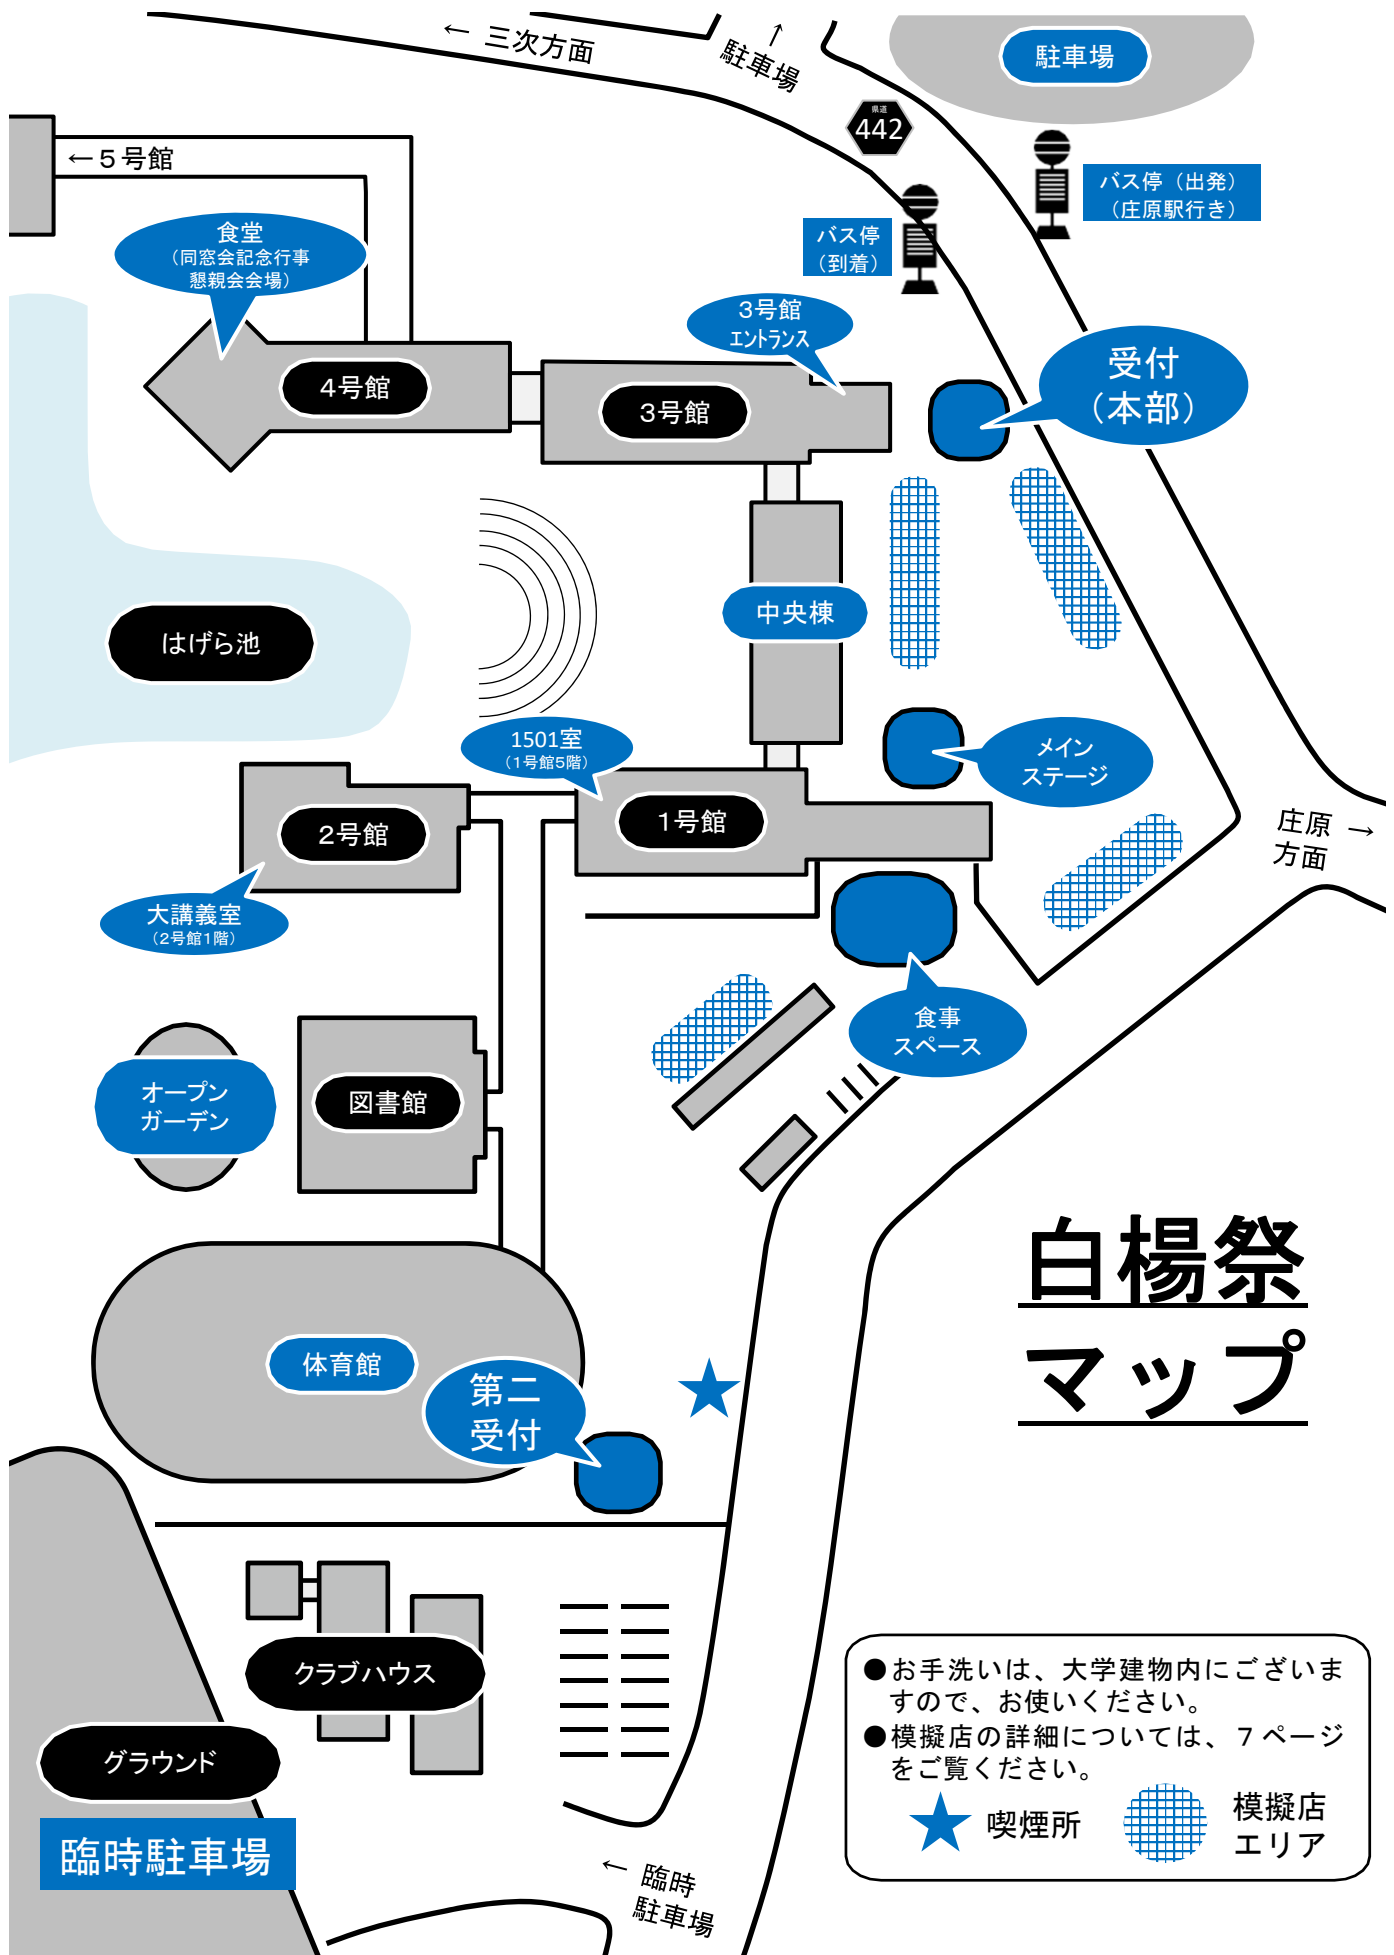 ← 三次方面
↑
駐車場
駐車場
県道
442
バス停（出発）
（庄原駅行き）
バス停
（到着）
←５号館
食堂
（同窓会記念行事
懇親会会場）
3号館
エントランス
受付
（本部）
4号館
3号館
中央棟
はげら池
1501室
（1号館5階）
メイン
ステージ
2号館
1号館
庄原 →
方面
大講義室
（2号館1階）
食事
スペース
オープン
ガーデン
図書館
白楊祭
マップ
体育館
第二
受付
クラブハウス
グラウンド
臨時駐車場
← 臨時
駐車場
●お手洗いは、大学建物内にございま
すので、お使いください。
●模擬店の詳細については、７ページ
をご覧ください。
★ 喫煙所
模擬店
エリア